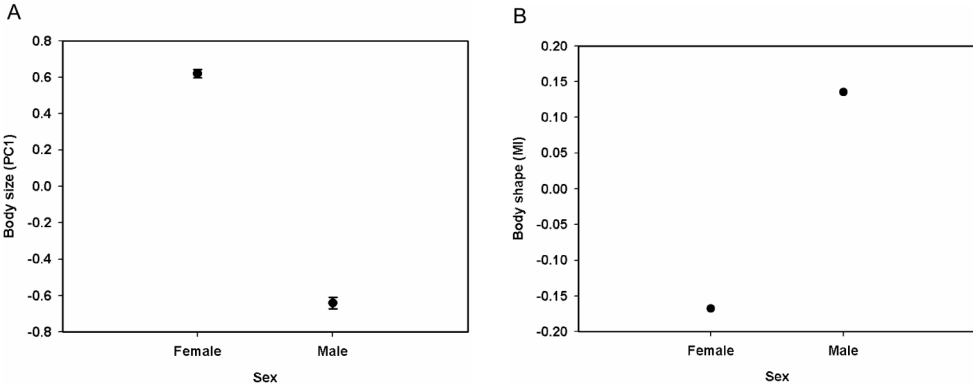 A
Body size (PC1)
0.8
0.6
0.4
0.2
0.0
-0.2
-0.4
-0.6
-0.8
Female Male
Sex
B
Body shape (MI)
0.20
0.15
0.10
0.05
0.00
-0.05
-0.10
-0.15
-0.20
Female Male
Sex